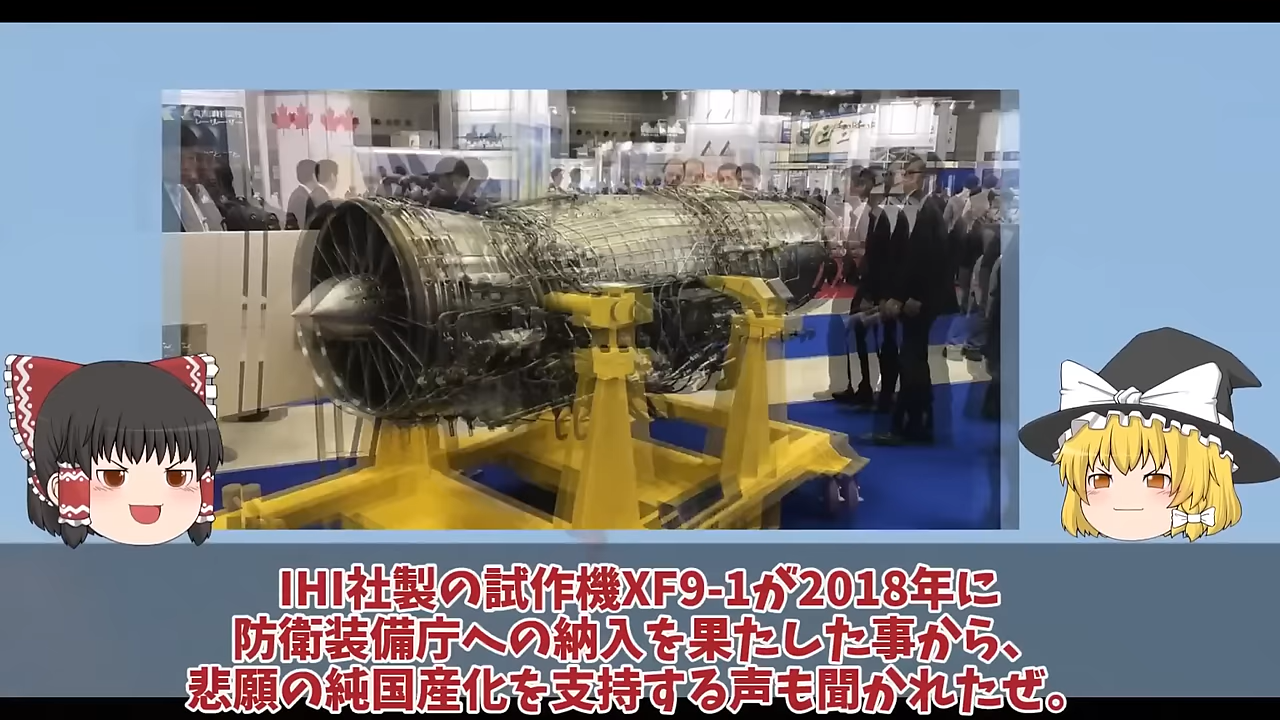 IHI社製の試作機XF9-1が2018年に
防衛装備庁への納入を果たした事から、
悲願の純国産化を支持する声も聞かれたぜ。